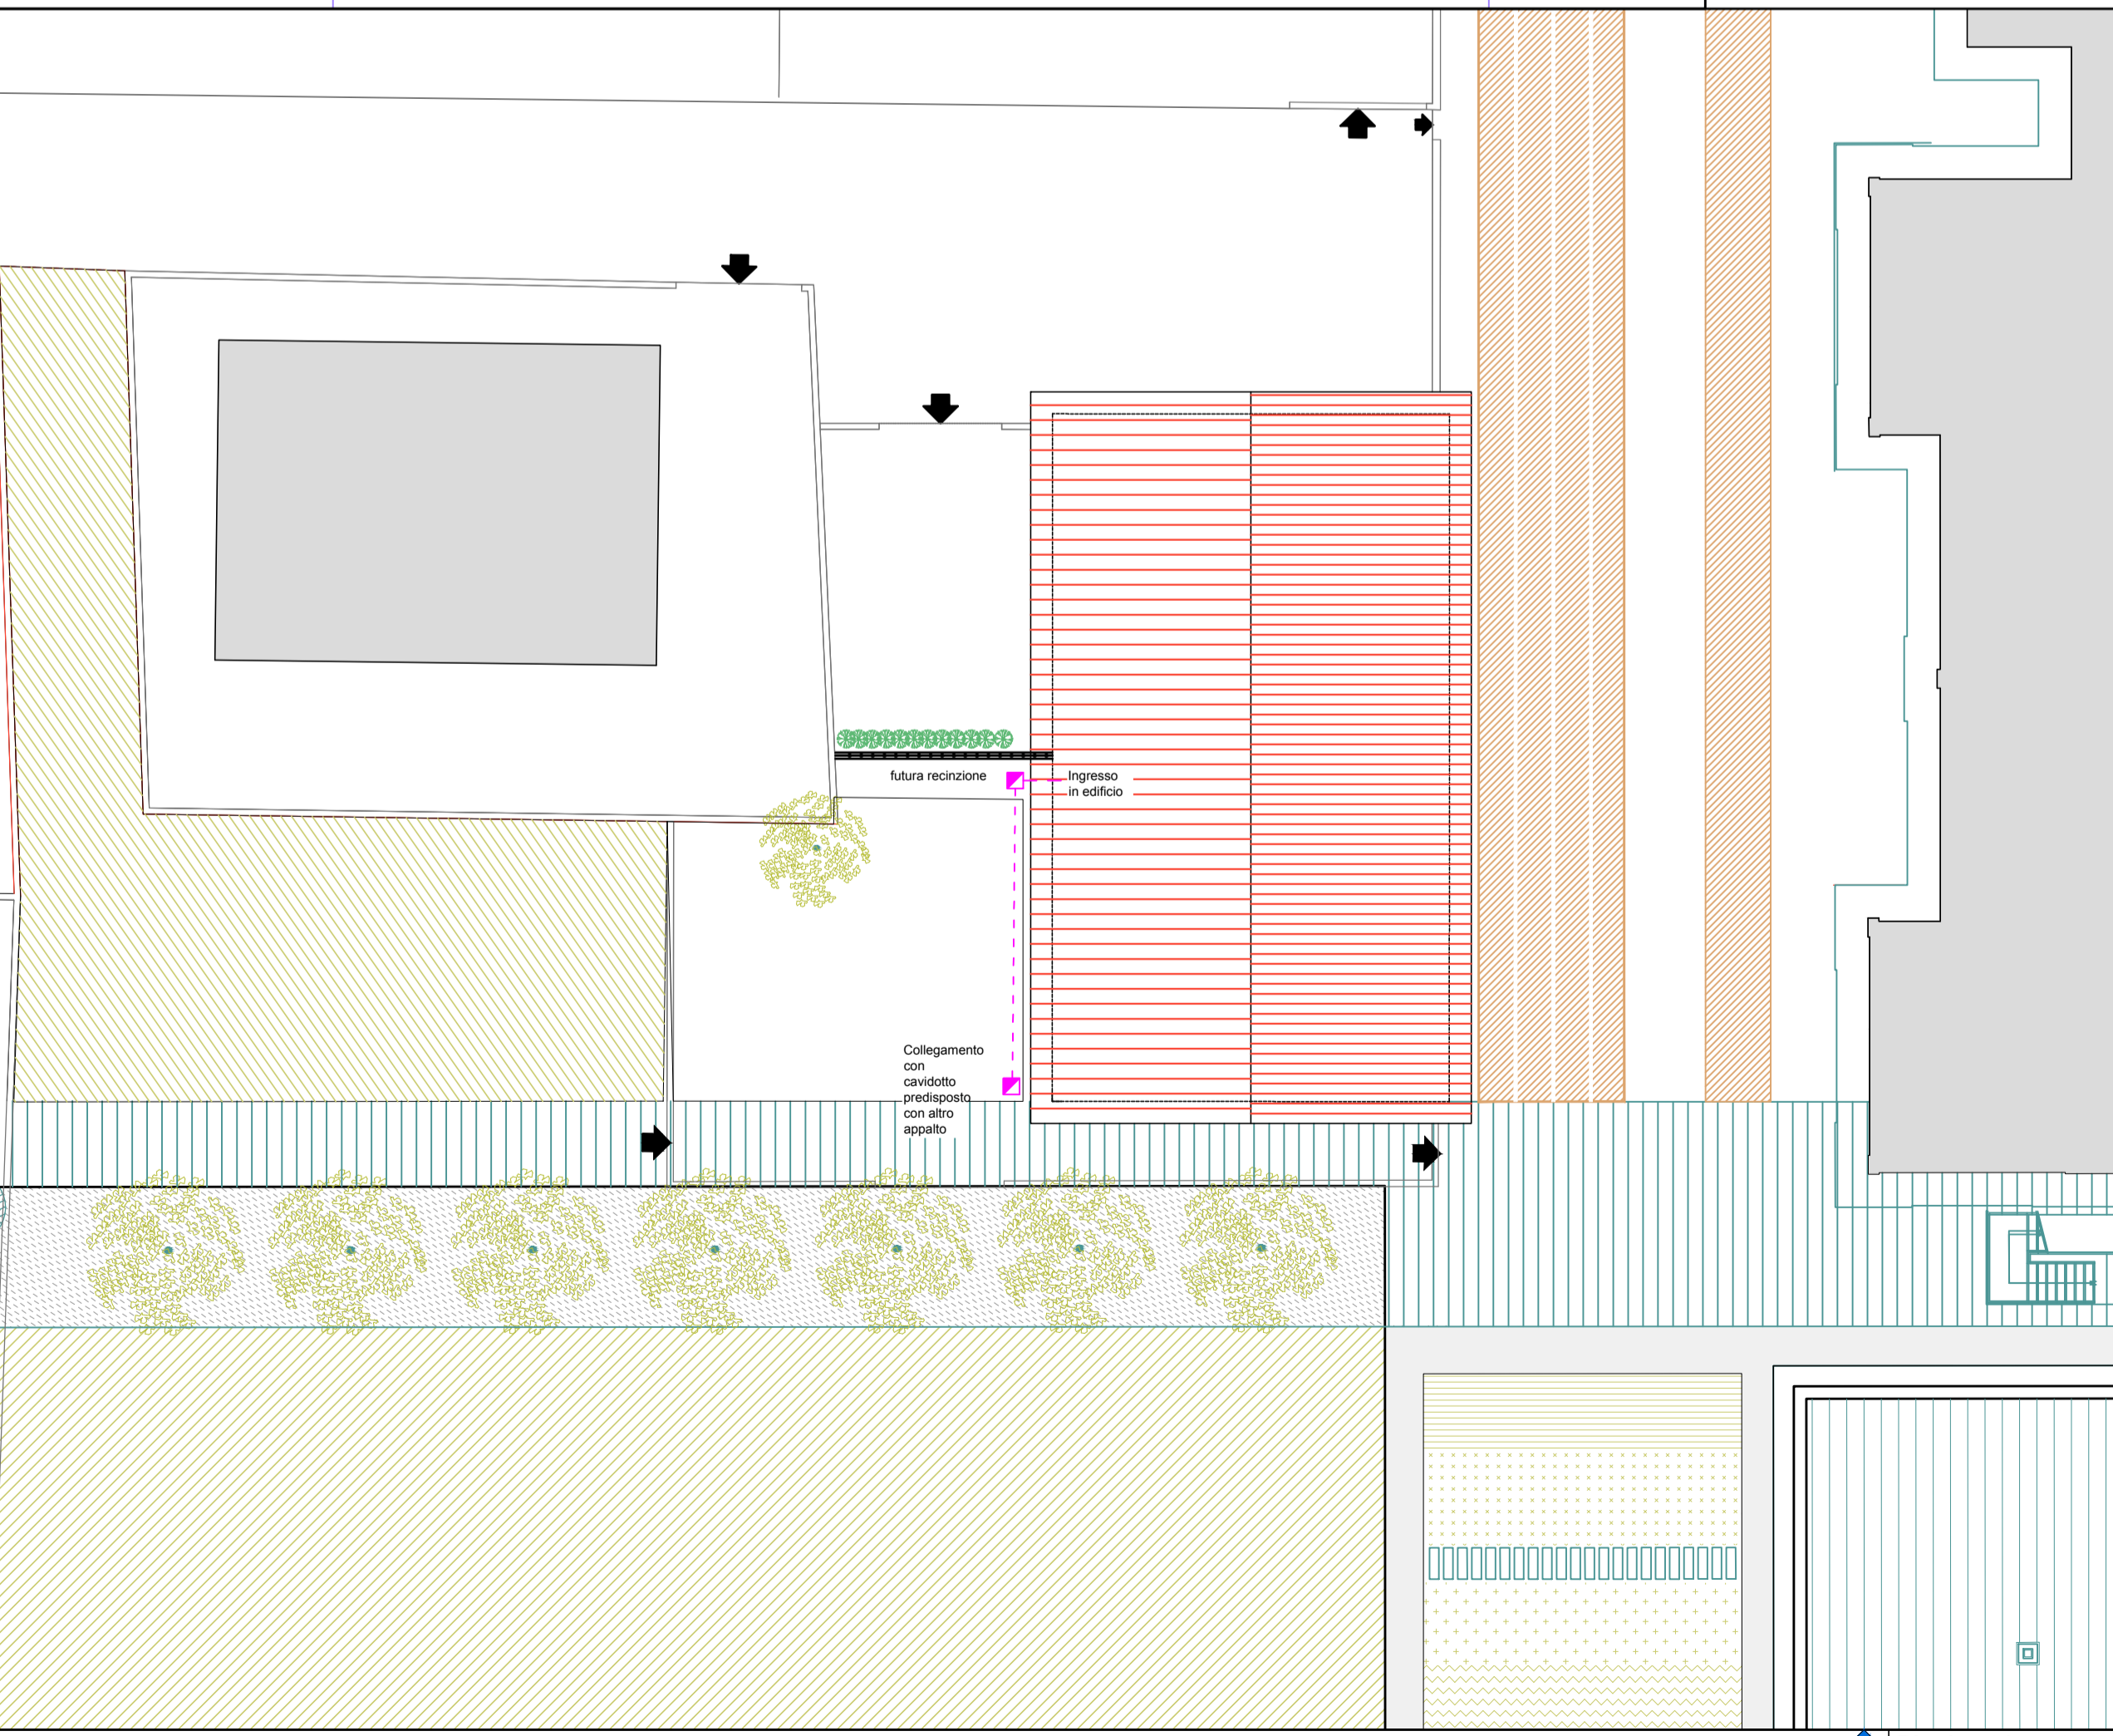 futura recinzione
Ingresso
in edificio
Collegamento
con
cavidotto
predisposto
con altro
appalto